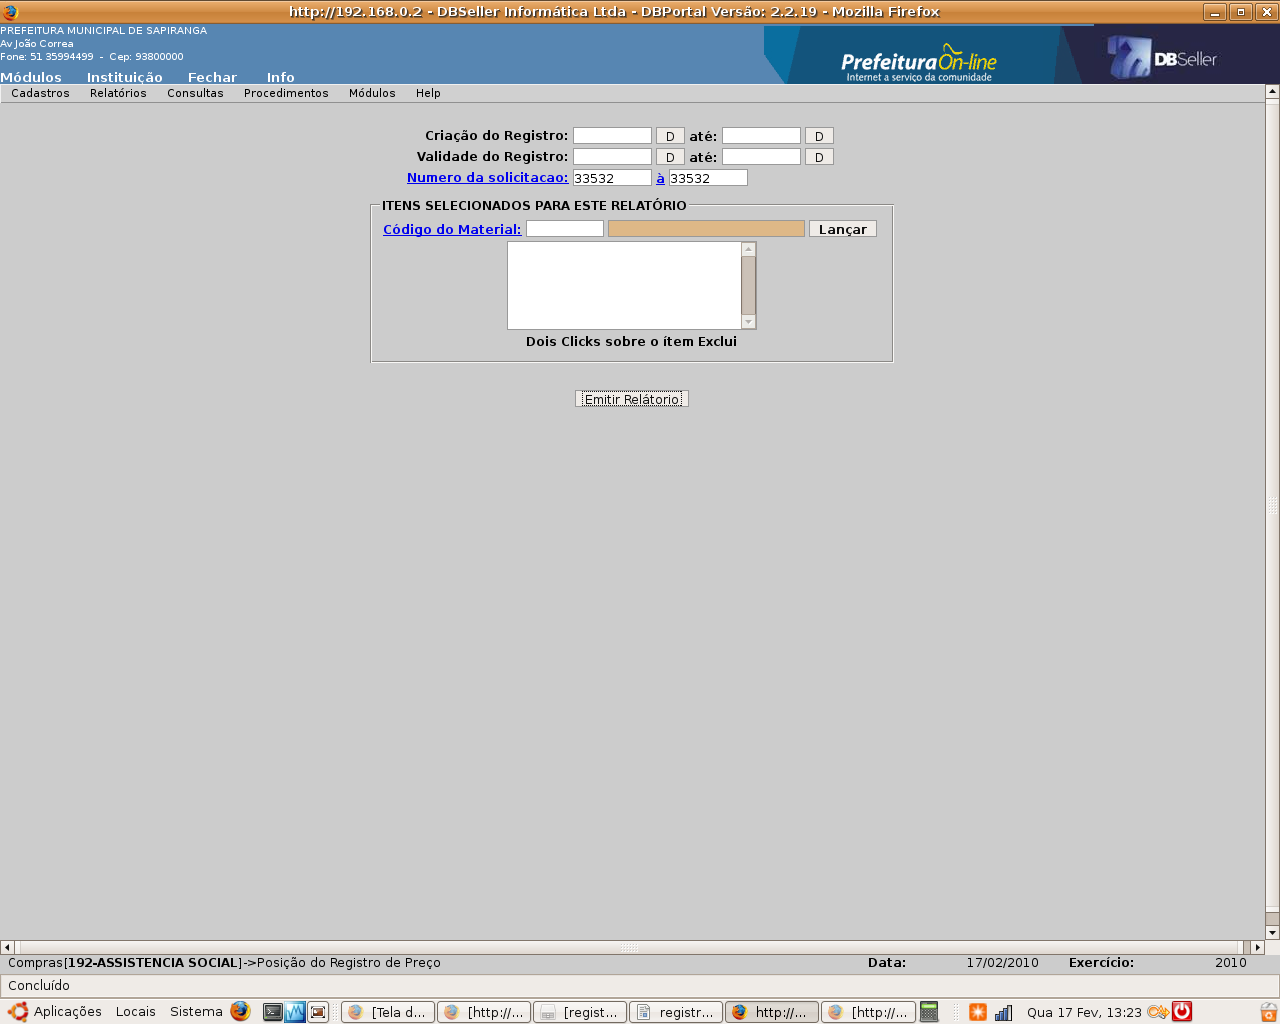 http://192.168.0.2 - DBSeller Informática Ltda - DBPortal Versão: 2.2.19 - Mozilla Firefox
PREFEITURA MUNICIPAL DE SAPIRANGA
Av João Correa
Fone: 51 35994499 - Cep: 93800000
Módulos Instituição Fechar Info
PrefeituraOn-line
Internet a serviço da comunidade
DBSeller
Cadastros Relatórios Consultas Procedimentos Módulos Help
Criação do Registro: D até: D
Validade do Registro: D até: D
Numero da solicitacao: 33532 à 33532
ITENS SELECIONADOS PARA ESTE RELATÓRIO
Código do Material: Lançar
Dois Clicks sobre o ítem Exclui
Emitir Relátorio
Compras[192-ASSISTENCIA SOCIAL]->Posição do Registro de Preço Data: 17/02/2010 Exercício: 2010
Concluído
Aplicações Locais Sistema [Tela d... [http://... [regist... registr... http://... [http://... Qua 17 Fev, 13:23